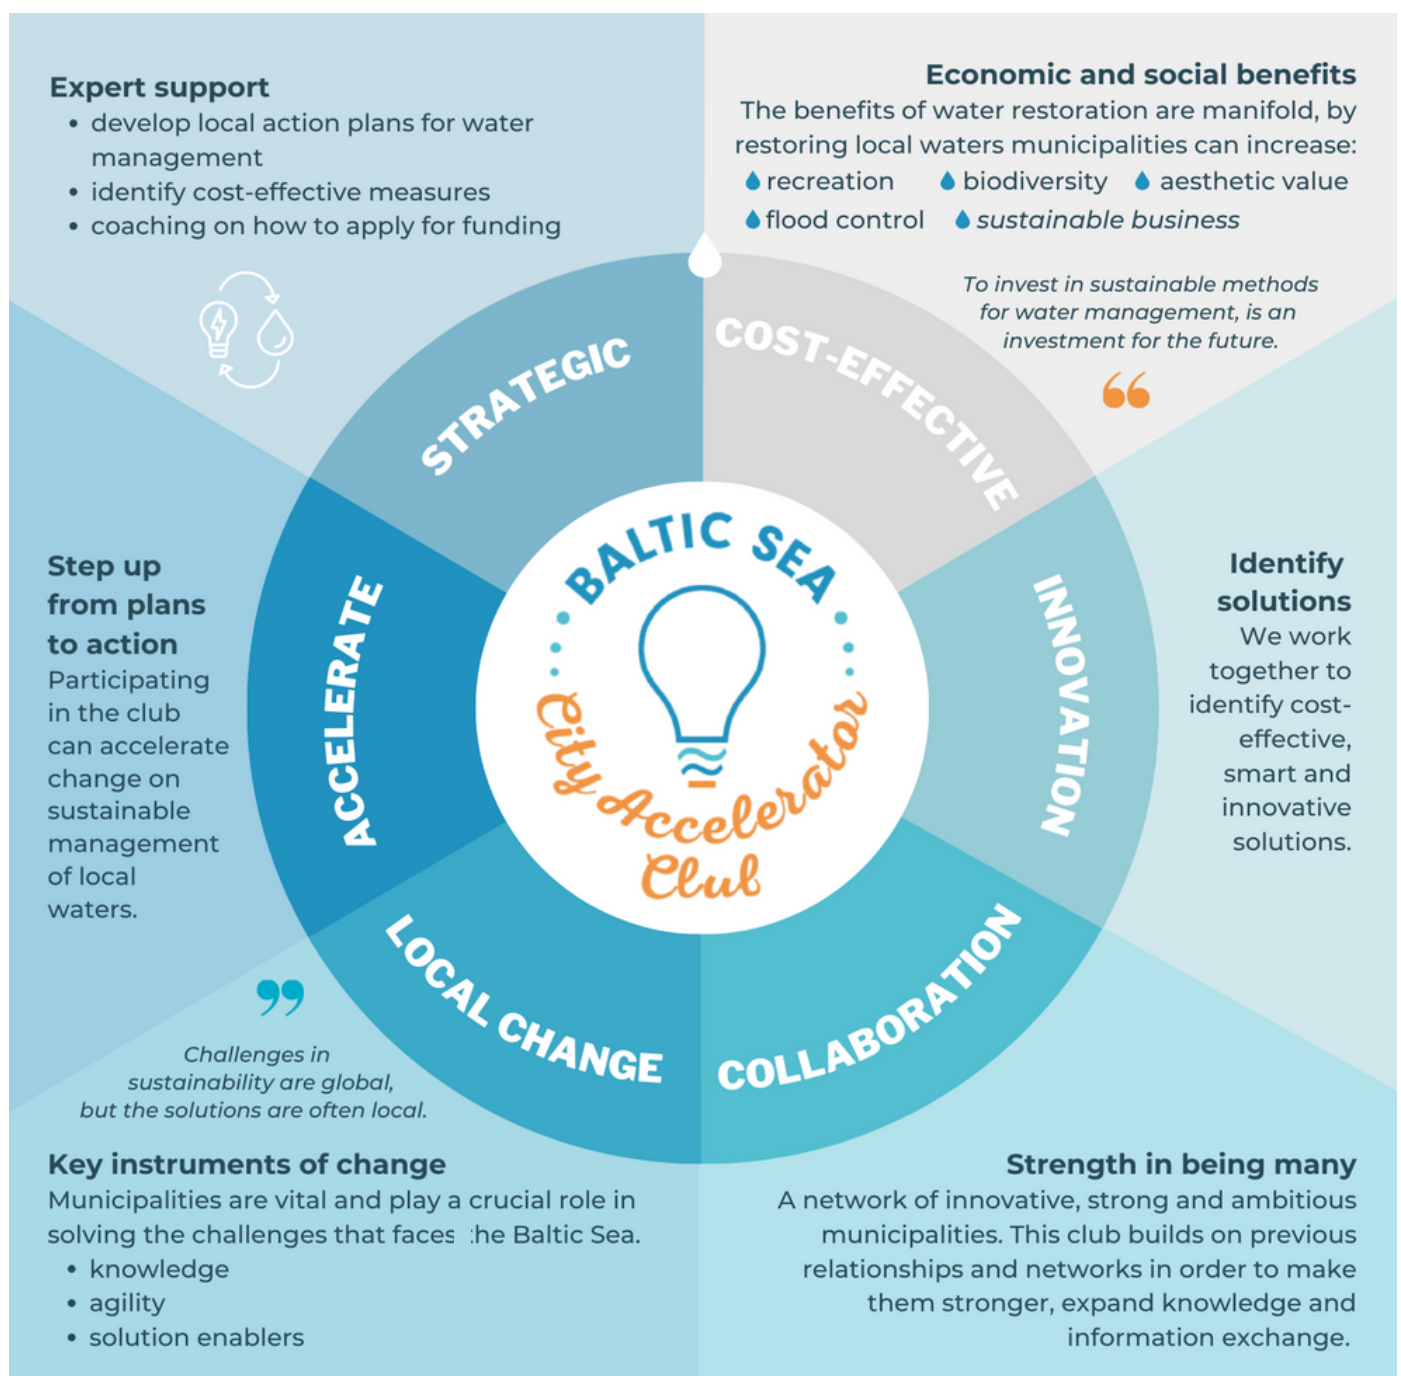 Expert support
• develop local action plans for water
management
• identify cost-effective measures
• coaching on how to apply for funding
Economic and social benefits
The benefits of water restoration are manifold, by
restoring local waters municipalities can increase:
recreation biodiversity aesthetic value
flood control sustainable business
To invest in sustainable methods
for water management, is an
investment for the future.
“
STRATEGIC
COST-EFFECTIVE
INNOVATION
COLLABORATION
LOCAL CHANGE
ACCELERATE
BALTIC SEA
City Accelerator
Club
Step up
from plans
to action
Participating
in the club
can accelerate
change on
sustainable
management
of local
waters.
Identify
solutions
We work
together to
identify cost-
effective,
smart and
innovative
solutions.
”
Challenges in
sustainability are global,
but the solutions are often local.
Key instruments of change
Municipalities are vital and play a crucial role in
solving the challenges that faces the Baltic Sea.
• knowledge
• agility
• solution enablers
Strength in being many
A network of innovative, strong and ambitious
municipalities. This club builds on previous
relationships and networks in order to make
them stronger, expand knowledge and
information exchange.